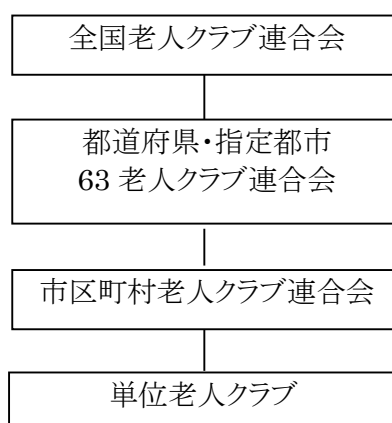 全国老人クラブ連合会
都道府県・指定都市
63 老人クラブ連合会
市区町村老人クラブ連合会
単位老人クラブ